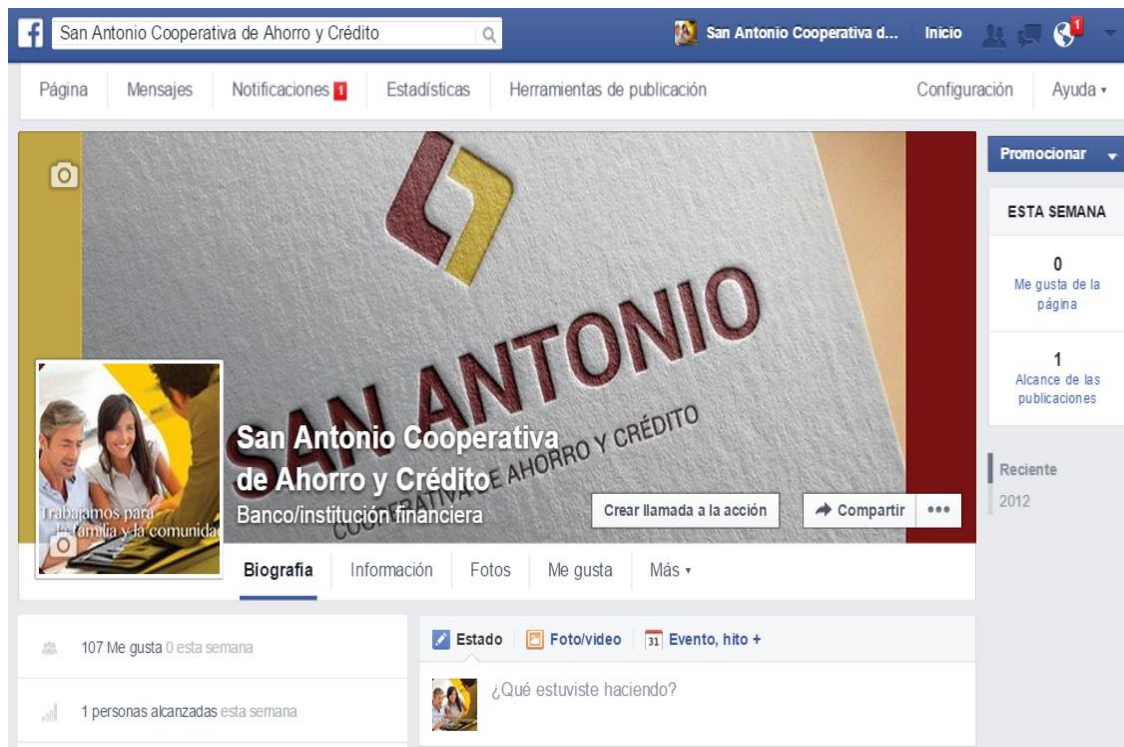 San Antonio Cooperativa de Ahorro y Crédito
San Antonio Cooperativa d... Inicio 1
Página Mensajes Notificaciones 1 Estadísticas Herramientas de publicación Configuración Ayuda
SAN ANTONIO
COOPERATIVA DE AHORRO Y CRÉDITO
Trabajamos para
la familia y la comunida
San Antonio Cooperativa
de Ahorro y Crédito
Banco/institución financiera
Crear llamada a la acción Compartir
Biografía Información Fotos Me gusta Más
Promocionar
ESTA SEMANA
0
Me gusta de la
página
1
Alcance de las
publicaciones
Reciente
2012
107 Me gusta 0 esta semana
1 personas alcanzadas esta semana
Estado Foto/video 31 Evento, hito +
¿Qué estuviste haciendo?